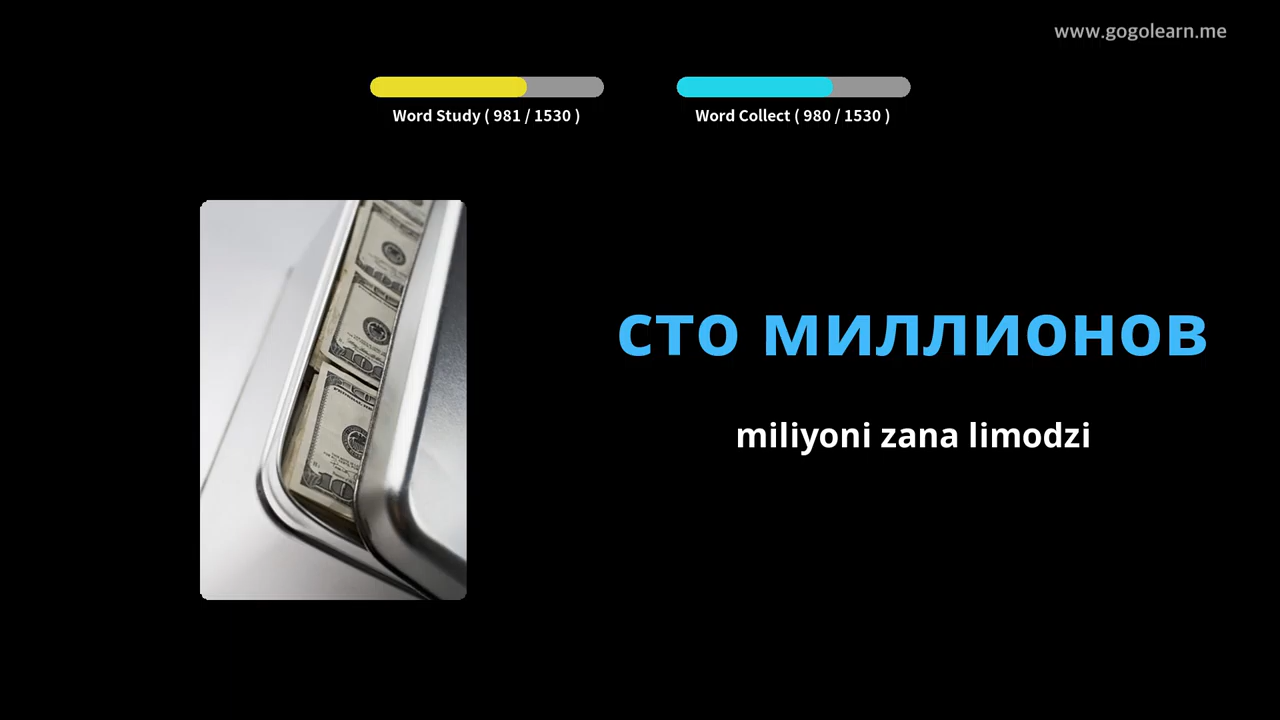 www.gogolearn.me
Word Study ( 981 / 1530 )
Word Collect ( 980 / 1530 )
сто миллионов
miliyoni zana limodzi